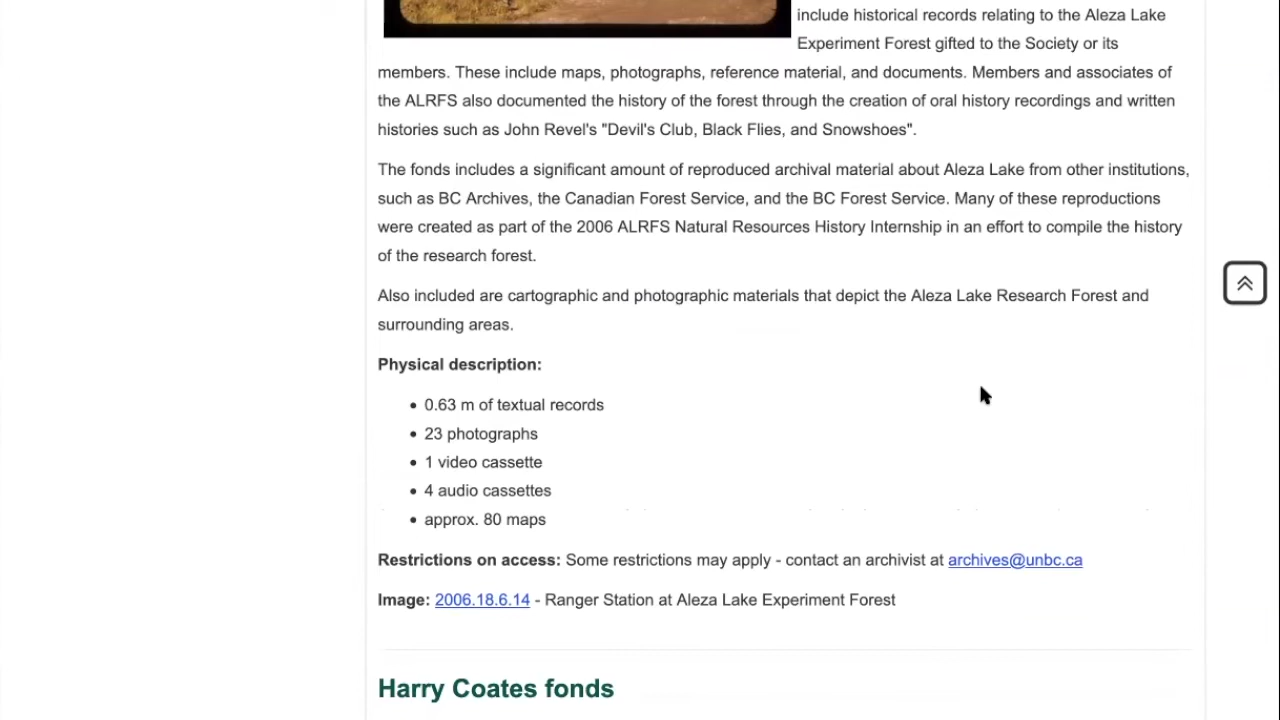 include historical records relating to the Aleza Lake
Experiment Forest gifted to the Society or its
members. These include maps, photographs, reference material, and documents. Members and associates of
the ALRFS also documented the history of the forest through the creation of oral history recordings and written
histories such as John Revel's "Devil's Club, Black Flies, and Snowshoes".
The fonds includes a significant amount of reproduced archival material about Aleza Lake from other institutions,
such as BC Archives, the Canadian Forest Service, and the BC Forest Service. Many of these reproductions
were created as part of the 2006 ALRFS Natural Resources History Internship in an effort to compile the history
of the research forest.
Also included are cartographic and photographic materials that depict the Aleza Lake Research Forest and
surrounding areas.
Physical description:
• 0.63 m of textual records
• 23 photographs
• 1 video cassette
• 4 audio cassettes
• approx. 80 maps
Restrictions on access: Some restrictions may apply - contact an archivist at archives@unbc.ca
Image: 2006.18.6.14 - Ranger Station at Aleza Lake Experiment Forest
Harry Coates fonds